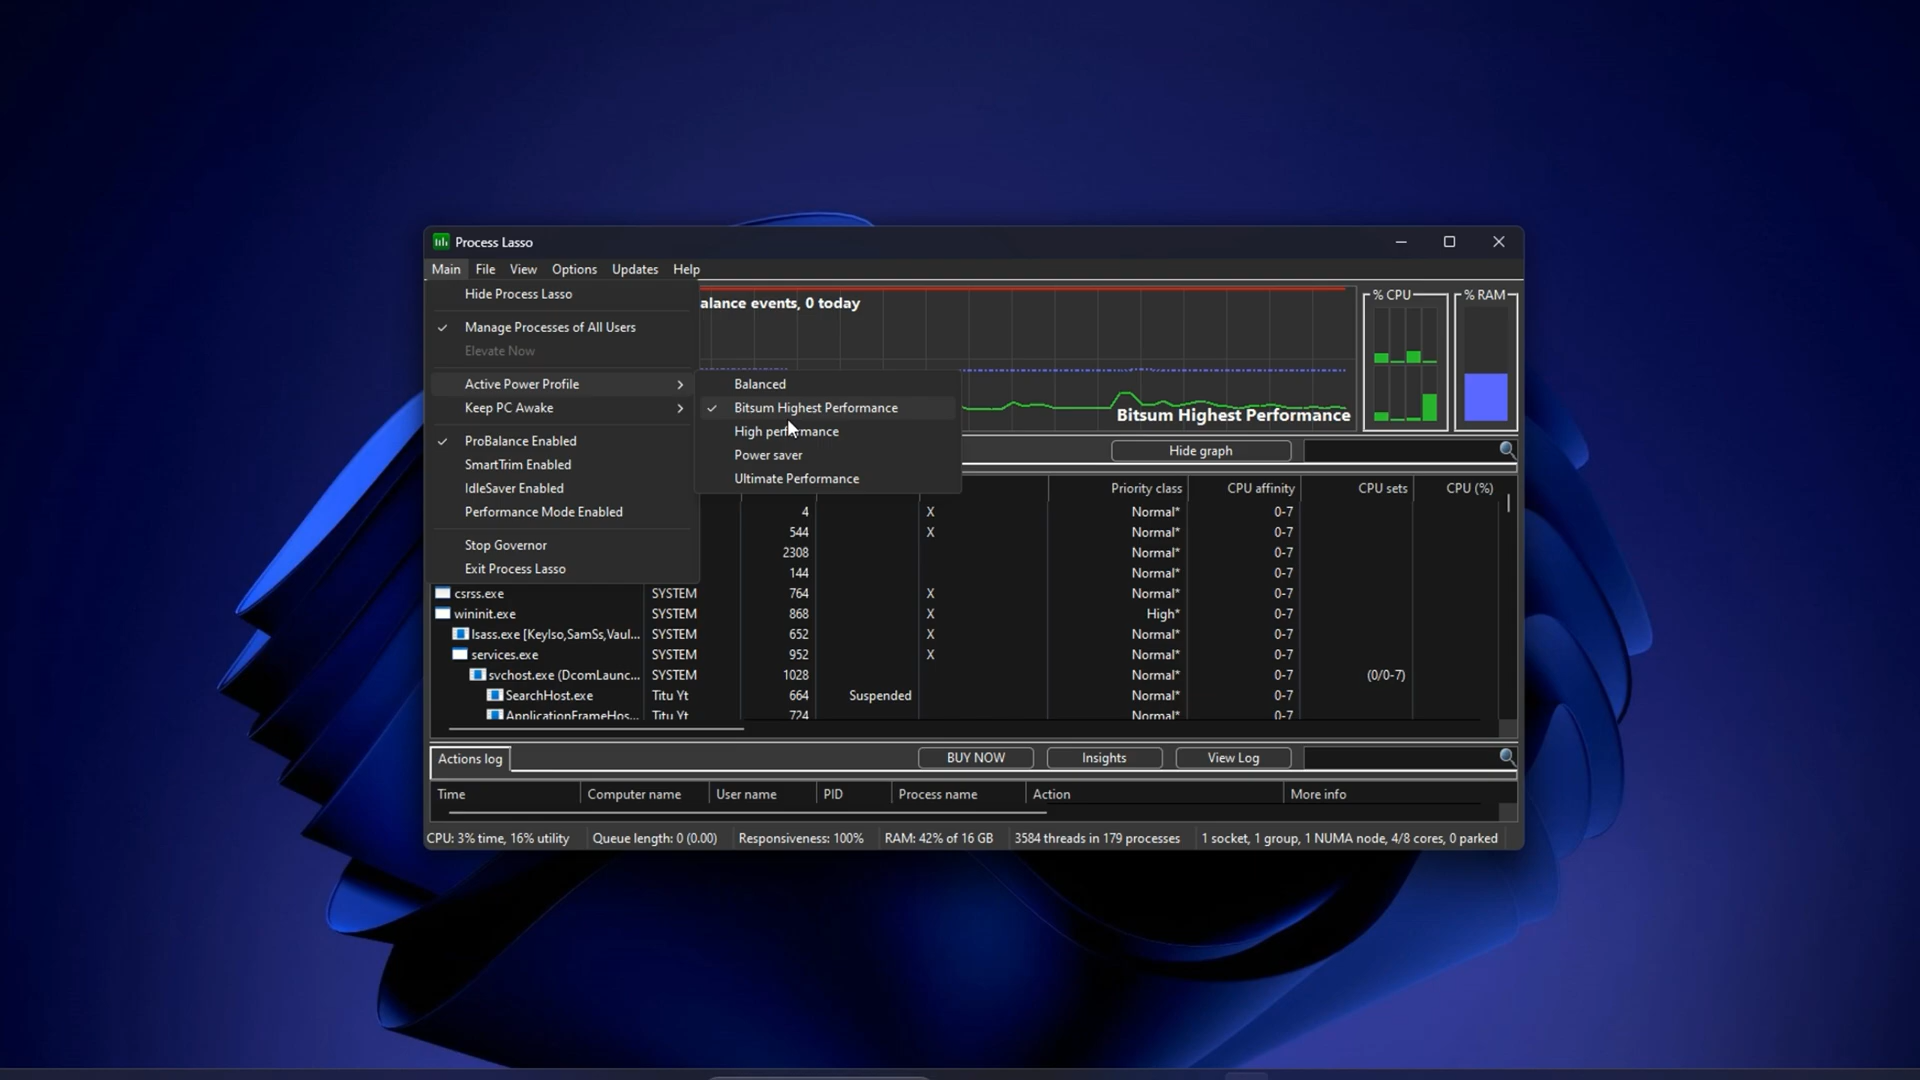 Process Lasso
Main File View Options Updates Help
Hide Process Lasso
Manage Processes of All Users
Elevate Now
Active Power Profile
Keep PC Awake
ProBalance Enabled
SmartTrim Enabled
IdleSaver Enabled
Performance Mode Enabled
Stop Governor
Exit Process Lasso
Balanced
Bitsum Highest Performance
High performance
Power saver
Ultimate Performance
alance events, 0 today
Bitsum Highest Performance
% CPU
% RAM
Hide graph
Priority class CPU affinity CPU sets CPU (%)
4 X Normal* 0-7
544 X Normal* 0-7
2308 Normal* 0-7
144 Normal* 0-7
csrss.exe SYSTEM 764 X Normal* 0-7
wininit.exe SYSTEM 868 X High* 0-7
lsass.exe [KeyIso,SamSs,Vaul... SYSTEM 652 X Normal* 0-7
services.exe SYSTEM 952 X Normal* 0-7
svchost.exe (DcomLaunc... SYSTEM 1028 Normal* 0-7 (0/0-7)
SearchHost.exe Titu Yt 664 Suspended Normal* 0-7
ApplicationFrameHos... Titu Yt 724 Normal* 0-7
Actions log BUY NOW Insights View Log
Time Computer name User name PID Process name Action More info
CPU: 3% time, 16% utility Queue length: 0 (0.00) Responsiveness: 100% RAM: 42% of 16 GB 3584 threads in 179 processes 1 socket, 1 group, 1 NUMA node, 4/8 cores, 0 parked